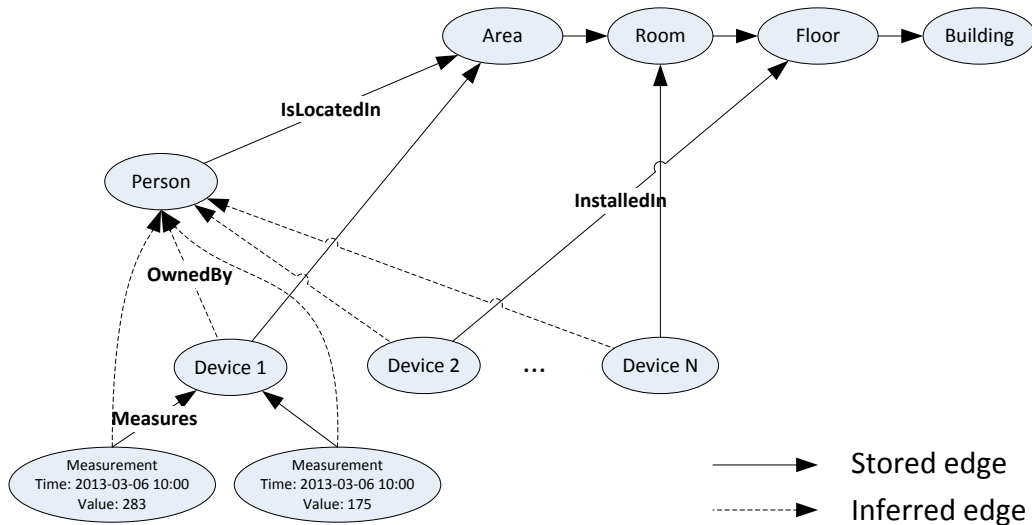 Area
Room
Floor
Building
IsLocatedIn
Person
InstalledIn
OwnedBy
Device 1
Device 2
...
Device N
Measures
Measurement
Time: 2013-03-06 10:00
Value: 283
Measurement
Time: 2013-03-06 10:00
Value: 175
Stored edge
Inferred edge